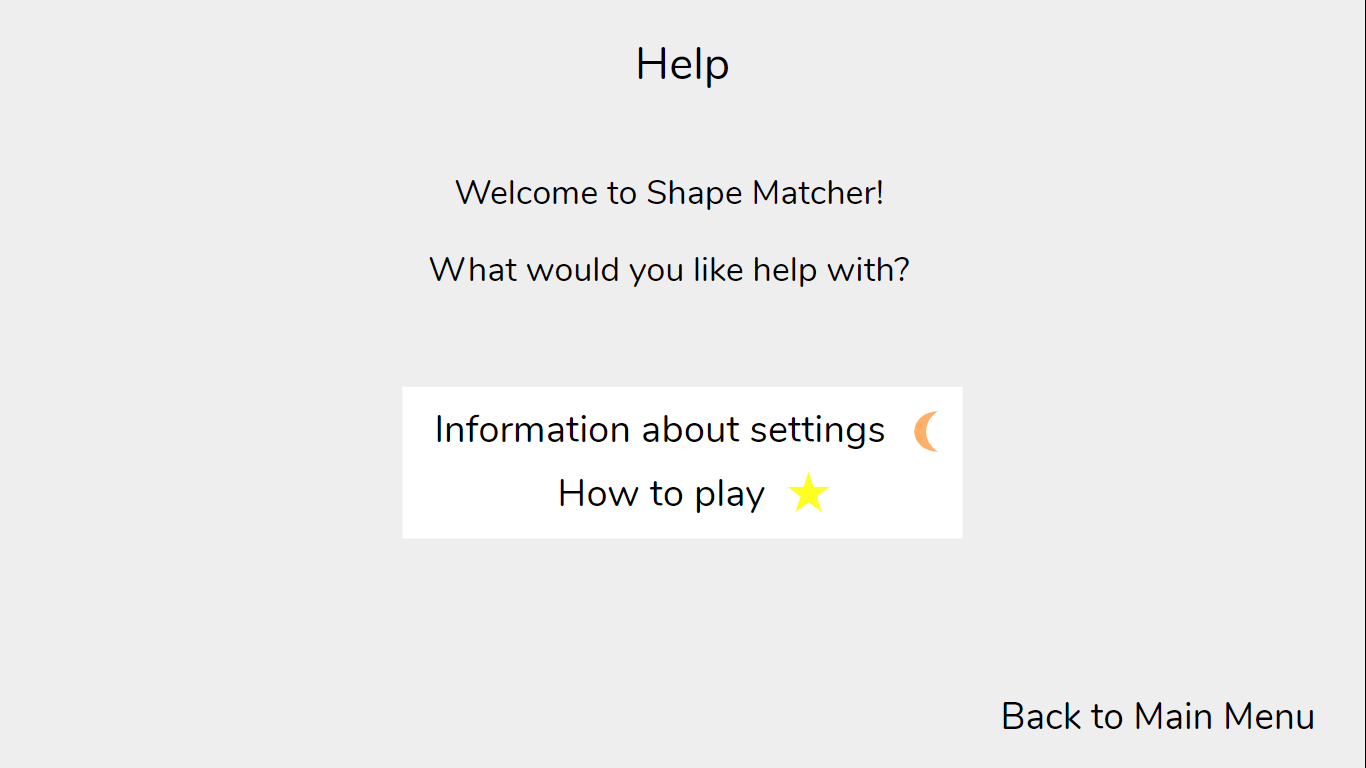 Help
Welcome to Shape Matcher!
What would you like help with?
Information about settings
How to play
Back to Main Menu